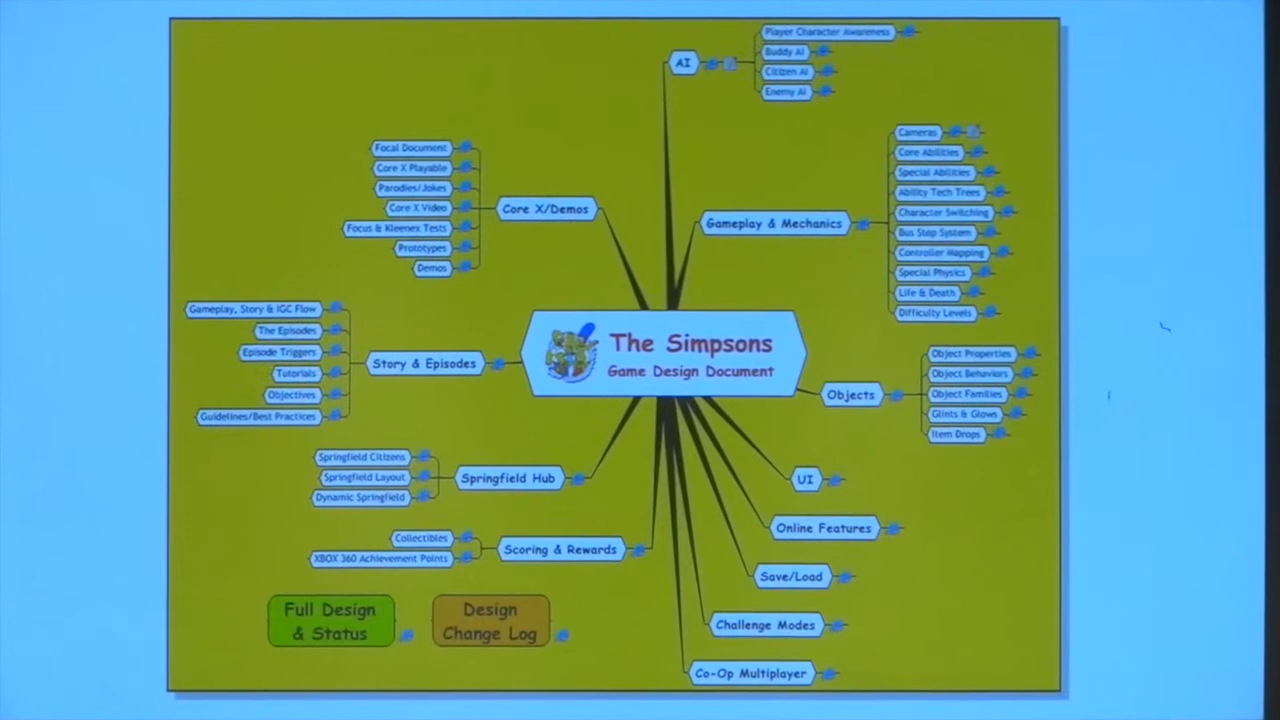 The Simpsons
Game Design Document
AI
Player Character Awareness
Buddy AI
Citizen AI
Enemy AI
Gameplay & Mechanics
Cameras
Core Abilities
Special Abilities
Ability Tech Trees
Character Switching
Bus Stop System
Controller Mapping
Special Physics
Life & Death
Difficulty Levels
Objects
Object Properties
Object Behaviors
Object Families
Glints & Glows
Item Drops
UI
Online Features
Save/Load
Challenge Modes
Co-Op Multiplayer
Core X/Demos
Focal Document
Core X Playable
Parodies/Jokes
Core X Video
Focus & Kleenex Tests
Prototypes
Demos
Story & Episodes
Gameplay, Story & IGC Flow
The Episodes
Episode Triggers
Tutorials
Objectives
Guidelines/Best Practices
Springfield Hub
Springfield Citizens
Springfield Layout
Dynamic Springfield
Scoring & Rewards
Collectibles
XBOX 360 Achievement Points
Full Design
& Status
Design
Change Log